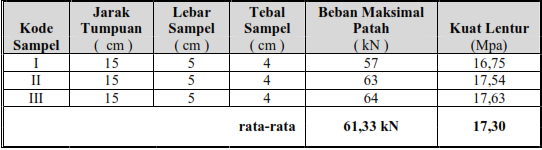 Kode Sampel | Jarak Tumpuan ( cm ) | Lebar Sampel ( cm ) | Tebal Sampel ( cm ) | Beban Maksimal Patah ( kN ) | Kuat Lentur (Mpa)
I | 15 | 5 | 4 | 57 | 16,75
II | 15 | 5 | 4 | 63 | 17,54
III | 15 | 5 | 4 | 64 | 17,63
rata-rata | 61,33 kN | 17,30